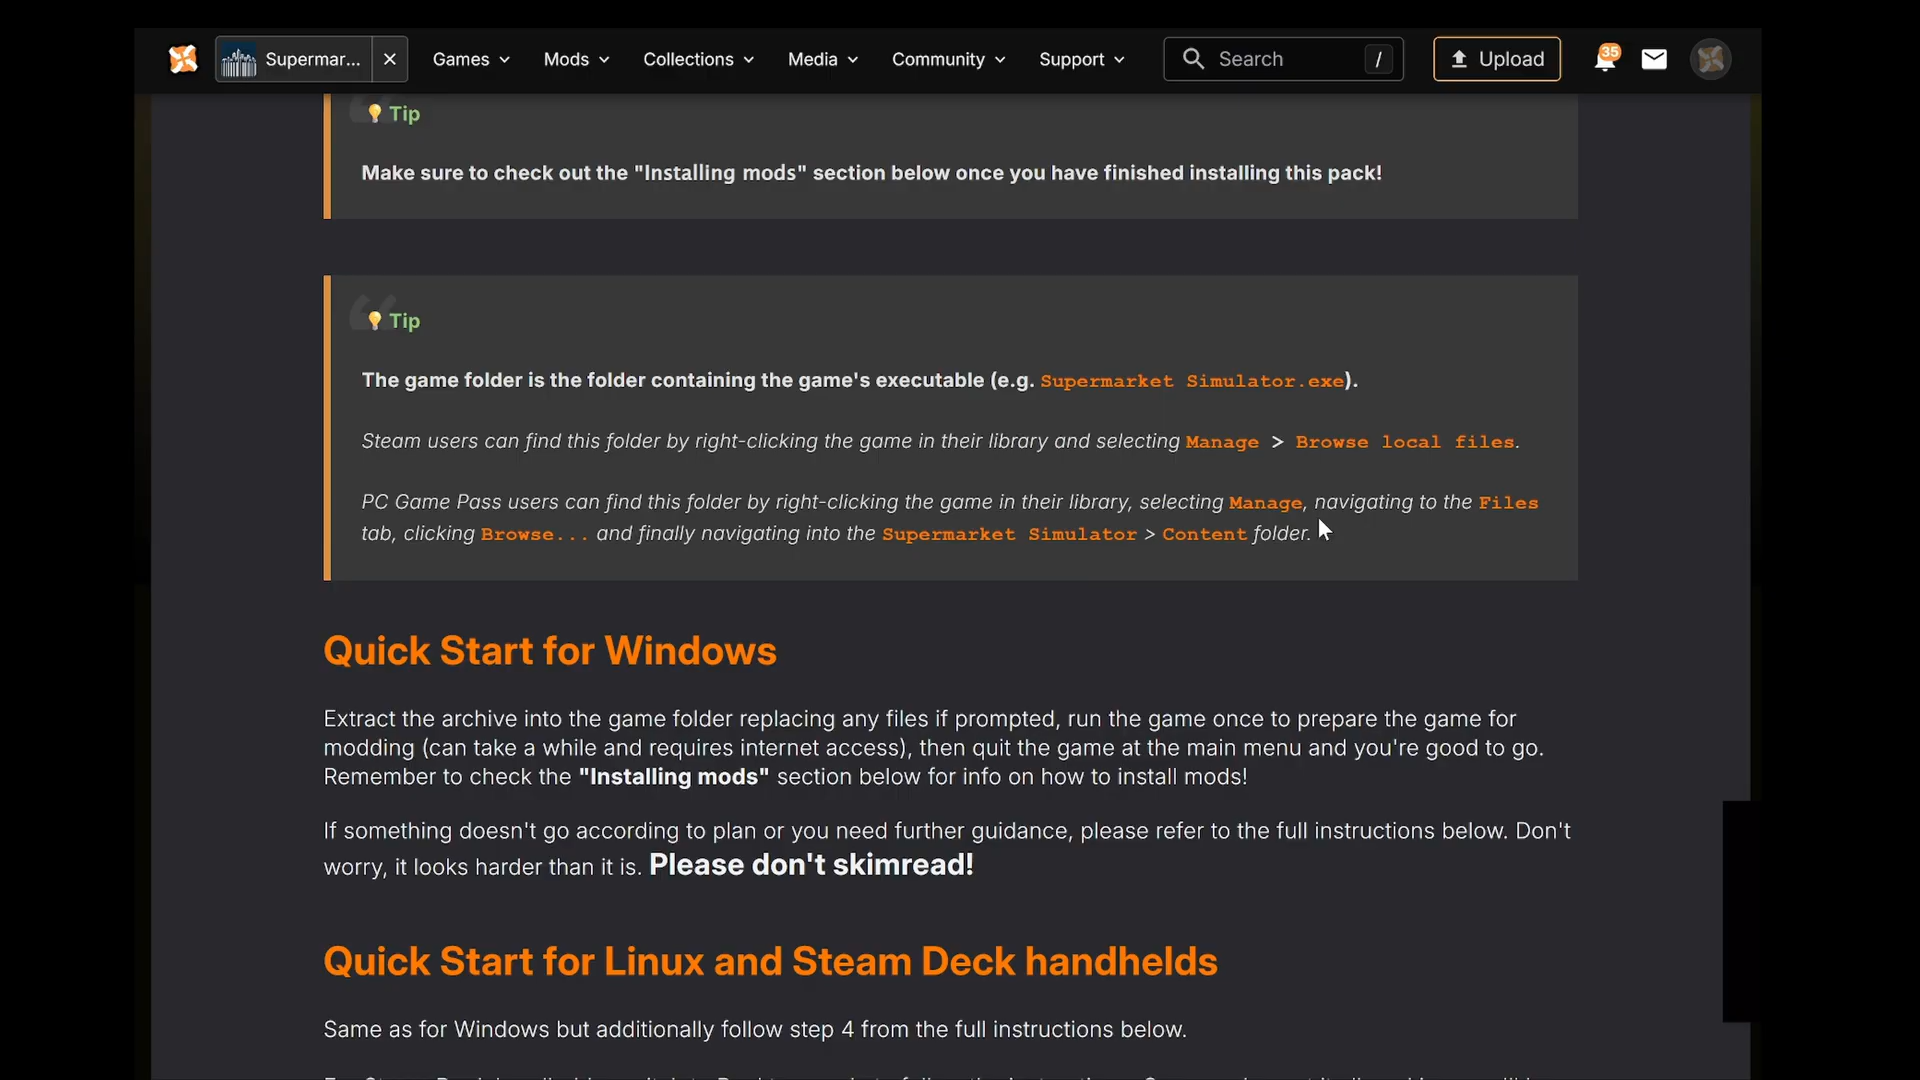 Supermar...
Games
Mods
Collections
Media
Community
Support
Search
/
Upload
35
Tip
Make sure to check out the "Installing mods" section below once you have finished installing this pack!
Tip
The game folder is the folder containing the game's executable (e.g. Supermarket Simulator.exe).
Steam users can find this folder by right-clicking the game in their library and selecting Manage > Browse local files.
PC Game Pass users can find this folder by right-clicking the game in their library, selecting Manage, navigating to the Files
tab, clicking Browse... and finally navigating into the Supermarket Simulator > Content folder.
Quick Start for Windows
Extract the archive into the game folder replacing any files if prompted, run the game once to prepare the game for
modding (can take a while and requires internet access), then quit the game at the main menu and you're good to go.
Remember to check the "Installing mods" section below for info on how to install mods!
If something doesn't go according to plan or you need further guidance, please refer to the full instructions below. Don't
worry, it looks harder than it is. Please don't skimread!
Quick Start for Linux and Steam Deck handhelds
Same as for Windows but additionally follow step 4 from the full instructions below.